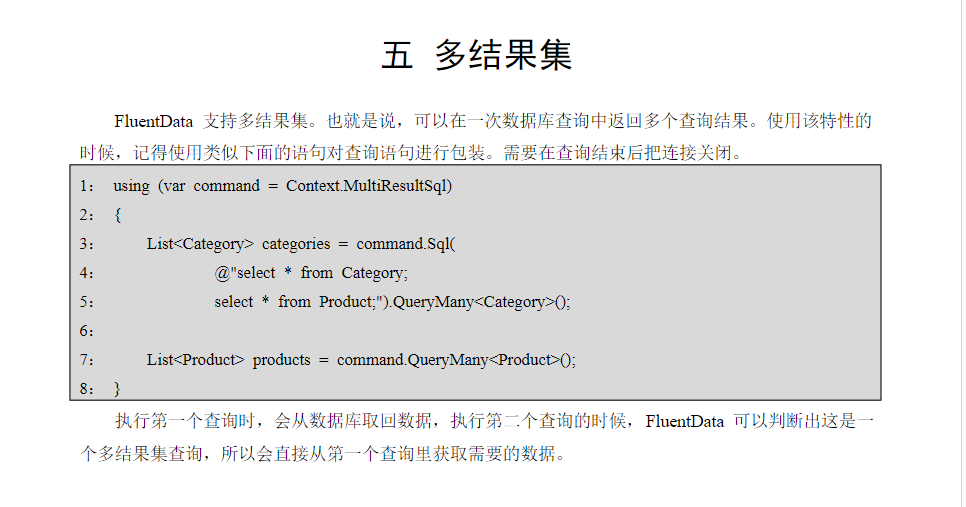 五 多结果集
FluentData 支持多结果集。也就是说，可以在一次数据库查询中返回多个查询结果。使用该特性的
时候，记得使用类似下面的语句对查询语句进行包装。需要在查询结束后把连接关闭。
1: using (var command = Context.MultiResultSql)
2: {
3: List<Category> categories = command.Sql(
4: @"select * from Category;
5: select * from Product;").QueryMany<Category>();
6:
7: List<Product> products = command.QueryMany<Product>();
8: }
执行第一个查询时，会从数据库取回数据，执行第二个查询的时候，FluentData 可以判断出这是一
个多结果集查询，所以会直接从第一个查询里获取需要的数据。